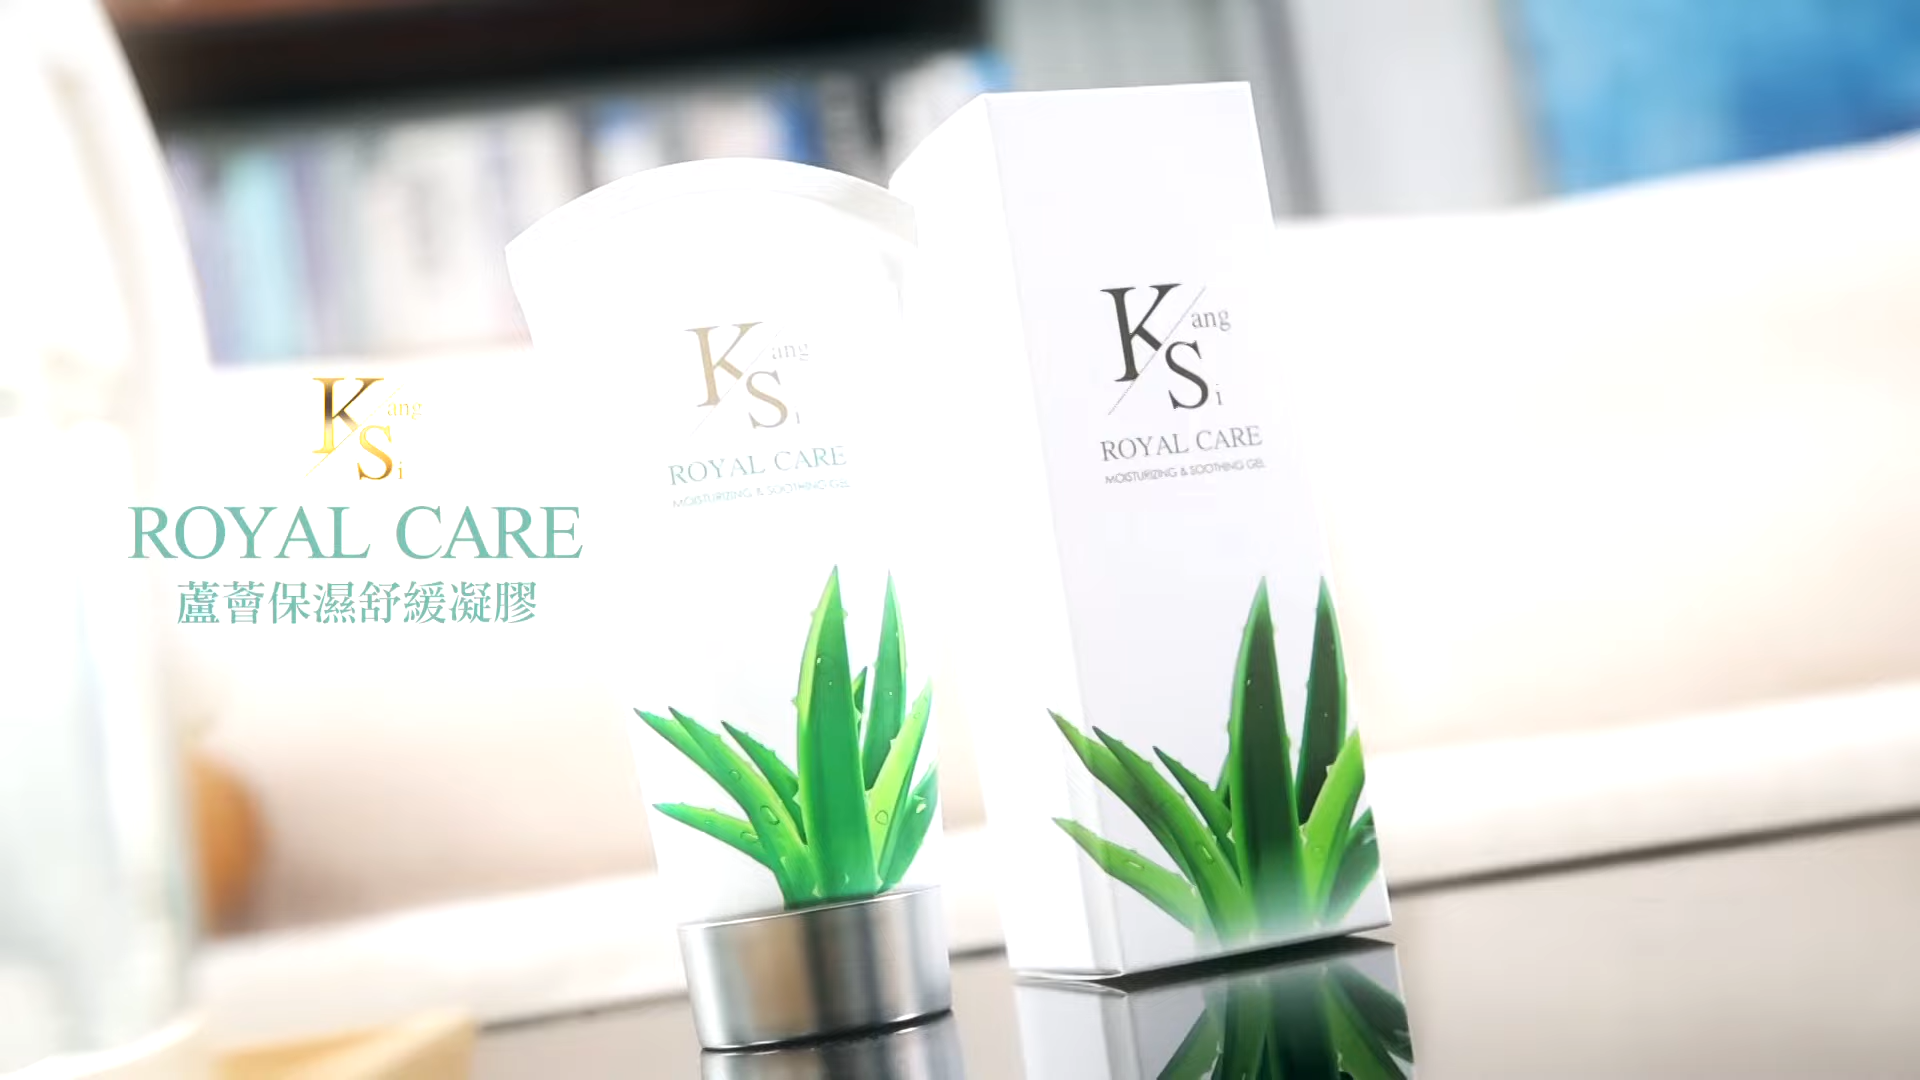 Kang
Si
ROYAL CARE
蘆薈保濕舒緩凝膠
Kang
Si
ROYAL CARE
MOISTURIZING & SOOTHING GEL
Kang
Si
ROYAL CARE
MOISTURIZING & SOOTHING GEL